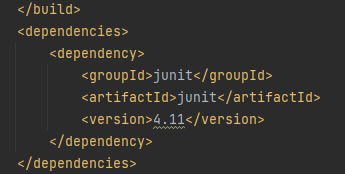 </build>
<dependencies>
<dependency>
<groupId>junit</groupId>
<artifactId>junit</artifactId>
<version>4.11</version>
</dependency>
</dependencies>